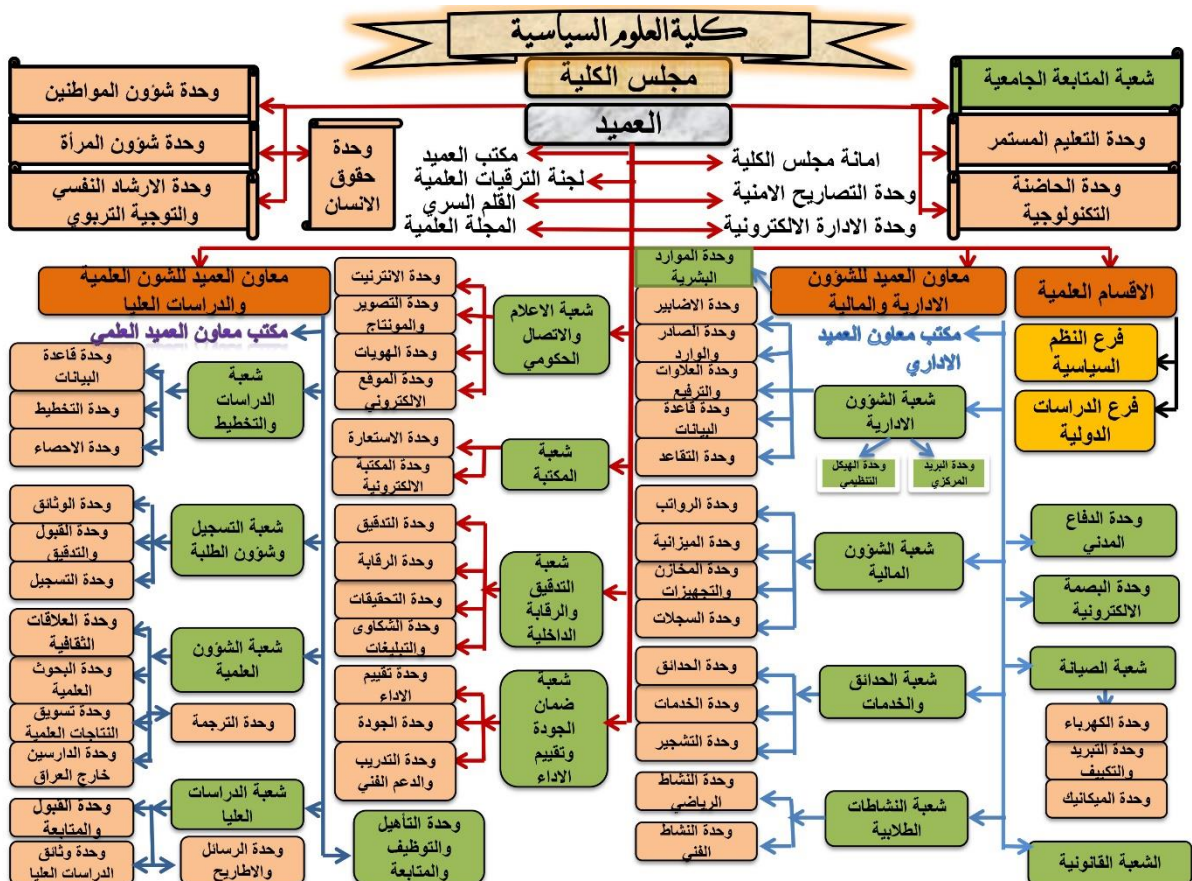 كلية العلوم السياسية
مجلس الكلية
العميد
شعبة المتابعة الجامعية
وحدة التعليم المستمر
وحدة الحاضنة
التكنولوجية
وحدة شؤون المواطنين
وحدة شؤون المرأة
وحدة الارشاد النفسي
والتوجية التربوي
وحدة
حقوق
الانسان
امانة مجلس الكلية
وحدة التصاريح الامنية
وحدة الادارة الالكترونية
مكتب العميد
لجنة الترقيات العلمية
القلم السري
المجلة العلمية
الاقسام العلمية
فرع النظم
السياسية
فرع الدراسات
الدولية
معاون العميد للشؤون
الادارية والمالية
مكتب معاون العميد
الاداري
وحدة الموارد
البشرية
وحدة الاضابير
وحدة الصادر
والوارد
وحدة العلاوات
والترفيع
وحدة قاعدة
البيانات
وحدة التقاعد
شعبة الشؤون
الادارية
وحدة البريد
المركزي
وحدة الهيكل
التنظيمي
وحدة الدفاع
المدني
وحدة البصمة
الالكترونية
شعبة الصيانة
وحدة الكهرباء
وحدة التبريد
والتكييف
وحدة الميكانيك
الشعبة القانونية
شعبة الشؤون
المالية
وحدة الرواتب
وحدة الميزانية
وحدة المخازن
والتجهيزات
وحدة السجلات
شعبة الحدائق
والخدمات
وحدة الحدائق
وحدة الخدمات
وحدة التشجير
شعبة النشاطات
الطلابية
وحدة النشاط
الرياضي
وحدة النشاط
الفني
شعبة الاعلام
والاتصال
الحكومي
وحدة الانترنيت
وحدة التصوير
والمونتاج
وحدة الهويات
وحدة الموقع
الالكتروني
شعبة
المكتبة
وحدة الاستعارة
وحدة المكتبة
الالكترونية
شعبة
التدقيق
والرقابة
الداخلية
وحدة التدقيق
وحدة الرقابة
وحدة التحقيقات
وحدة الشكاوى
والتبليغات
شعبة
ضمان
الجودة
وتقييم
الاداء
وحدة تقييم
الاداء
وحدة الجودة
وحدة التدريب
والدعم الفني
معاون العميد للشون العلمية
والدراسات العليا
مكتب معاون العميد العلمي
شعبة
الدراسات
والتخطيط
وحدة قاعدة
البيانات
وحدة التخطيط
وحدة الاحصاء
شعبة التسجيل
وشؤون الطلبة
وحدة الوثائق
وحدة القبول
والتدقيق
وحدة التسجيل
شعبة الشؤون
العلمية
وحدة العلاقات
الثقافية
وحدة البحوث
العلمية
وحدة تسويق
النتاجات العلمية
وحدة الدارسين
خارج العراق
وحدة الترجمة
شعبة الدراسات
العليا
وحدة القبول
والمتابعة
وحدة وثائق
الدراسات العليا
وحدة الرسائل
والاطاريح
وحدة التأهيل
والتوظيف
والمتابعة